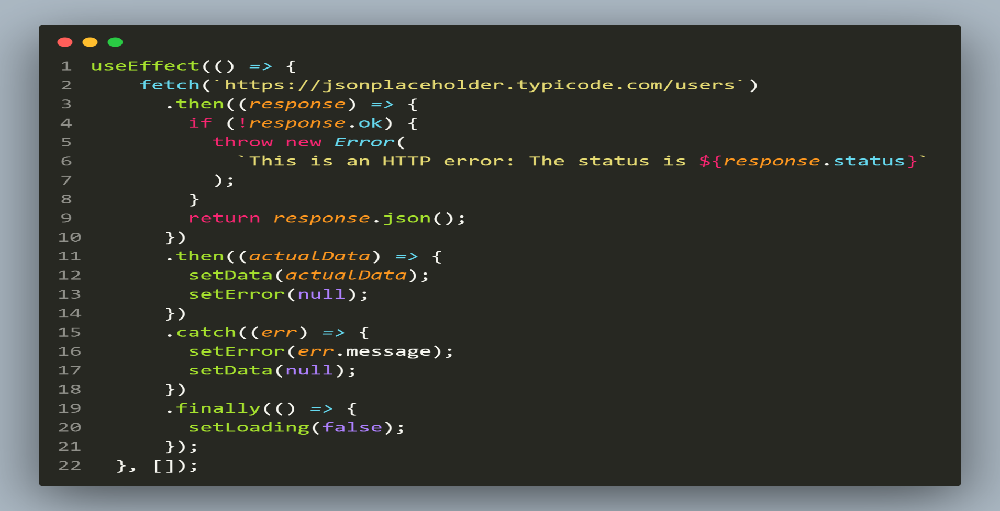 1 useEffect(() => {
2     fetch(`https://jsonplaceholder.typicode.com/users`)
3       .then((response) => {
4         if (!response.ok) {
5           throw new Error(
6             `This is an HTTP error: The status is ${response.status}`
7           );
8         }
9         return response.json();
10       })
11       .then((actualData) => {
12         setData(actualData);
13         setError(null);
14       })
15       .catch((err) => {
16         setError(err.message);
17         setData(null);
18       })
19       .finally(() => {
20         setLoading(false);
21       });
22   }, []);